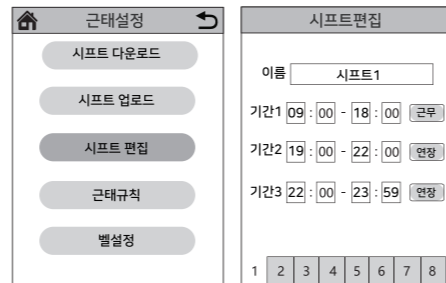 근태설정
시프트 다운로드
시프트 업로드
시프트 편집
근태규칙
벨설정
시프트편집
이름 시프트1
기간1 09 : 00 - 18 : 00 근무
기간2 19 : 00 - 22 : 00 연장
기간3 22 : 00 - 23 : 59 연장
1 2 3 4 5 6 7 8